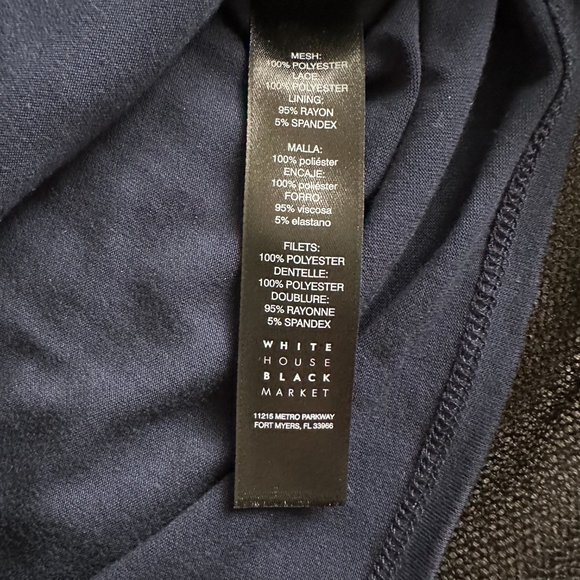 MESH:
100% POLYESTER
LACE:
100% POLYESTER
LINING:
95% RAYON
5% SPANDEX
MALLA:
100% poliéster
ENCAJE:
100% poliéster
FORRO:
95% viscosa
5% elastano
FILETS:
100% POLYESTER
DENTELLE:
100% POLYESTER
DOUBLURE:
95% RAYONNE
5% SPANDEX
WHITE
HOUSE
BLACK
MARKET
11215 METRO PARKWAY
FORT MYERS, FL 33966